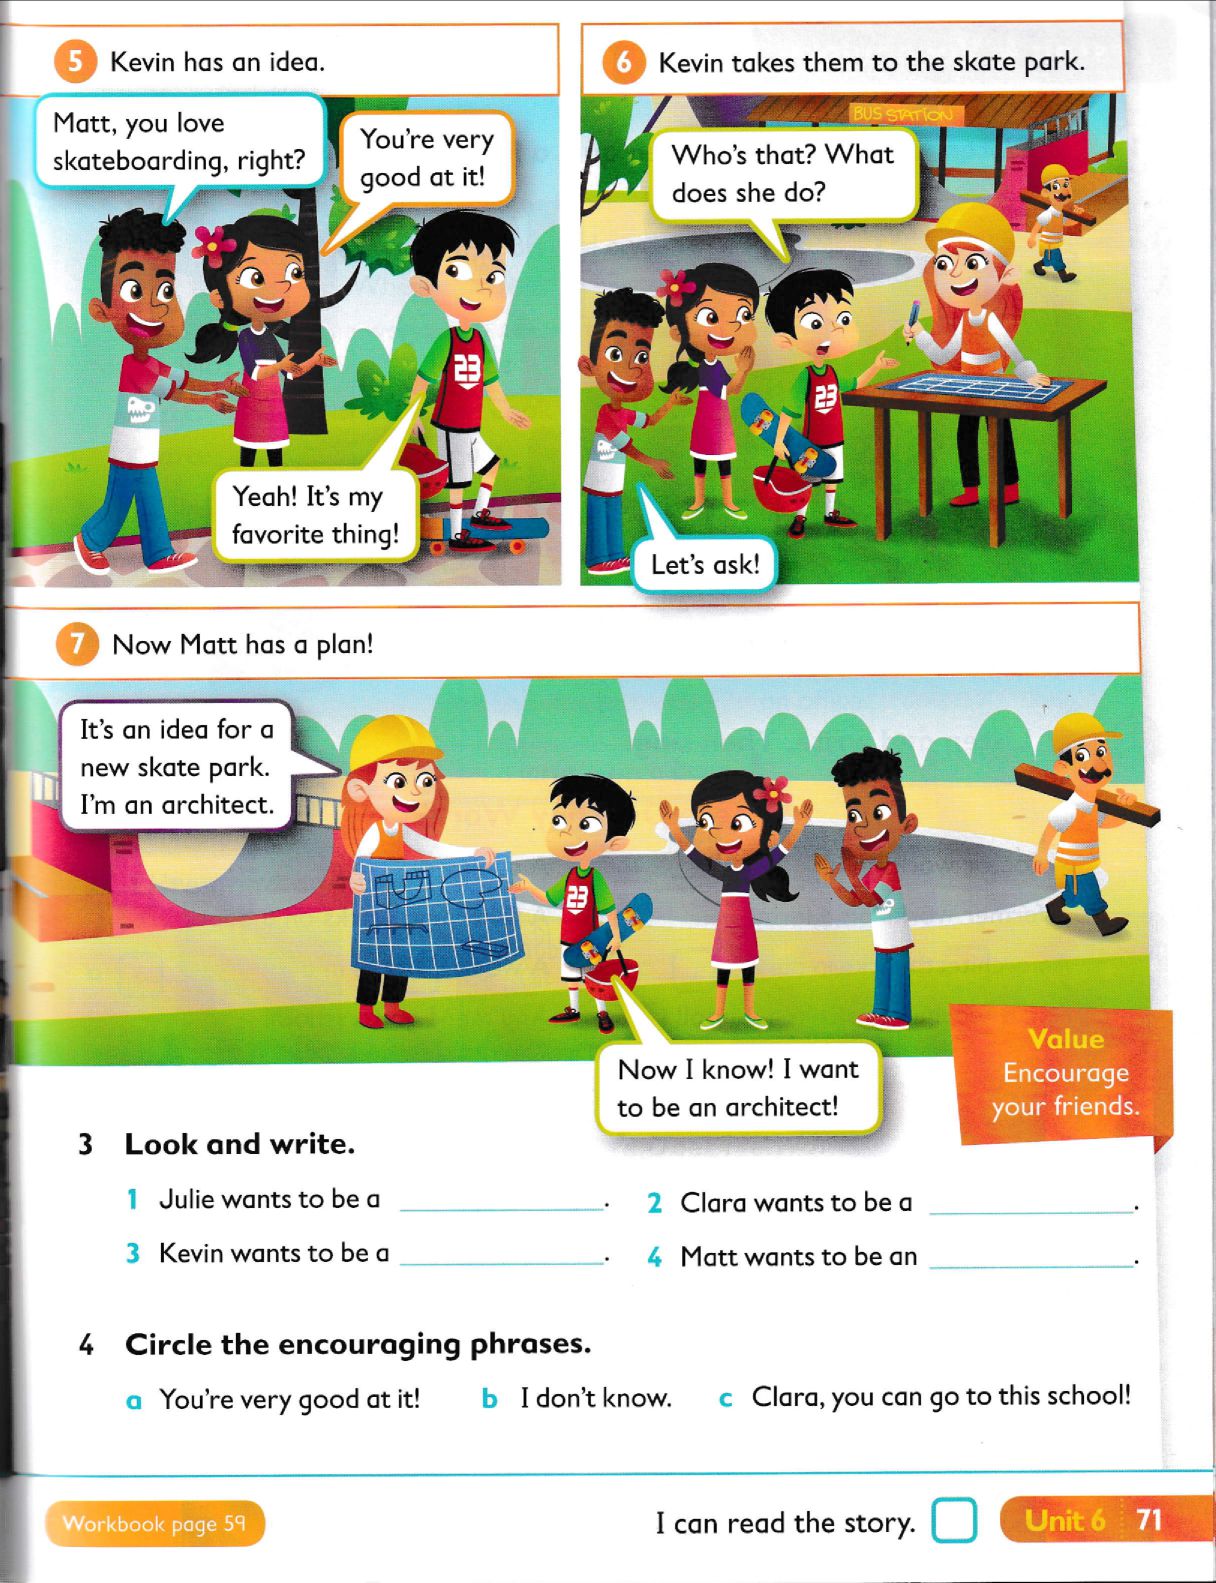 5 Kevin has an idea.
Matt, you love
skateboarding, right?
You're very
good at it!
23
Yeah! It's my
favorite thing!
6 Kevin takes them to the skate park.
BUS STATION
Who's that? What
does she do?
23
Let's ask!
7 Now Matt has a plan!
It's an idea for a
new skate park.
I'm an architect.
23
Now I know! I want
to be an architect!
Value
Encourage
your friends.
3 Look and write.
1 Julie wants to be a ____________.
2 Clara wants to be a ____________.
3 Kevin wants to be a ____________.
4 Matt wants to be an ____________.
4 Circle the encouraging phrases.
a You're very good at it!
b I don't know.
c Clara, you can go to this school!
Workbook page 59
I can read the story.
Unit 6 71